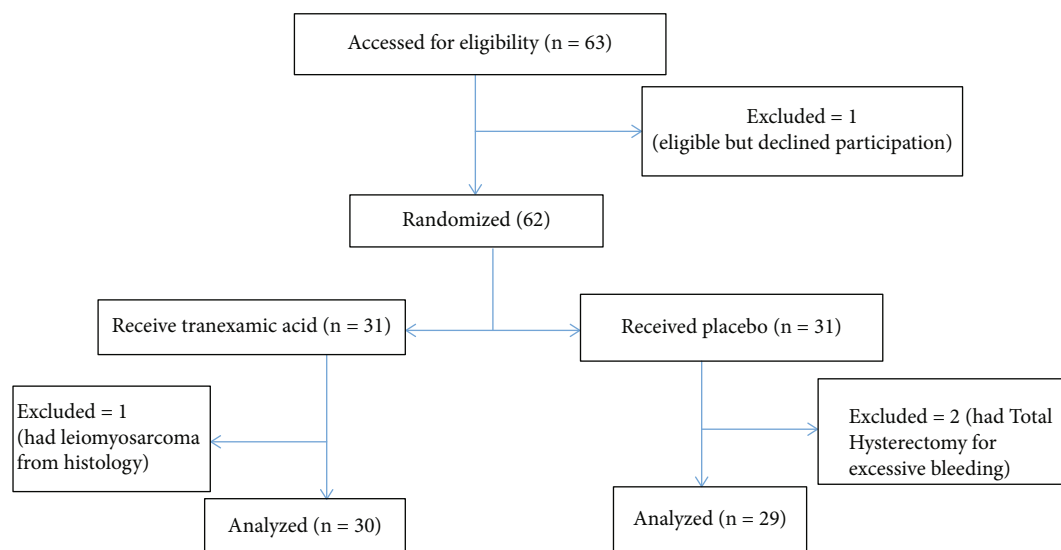 Accessed for eligibility (n = 63)
Excluded = 1
(eligible but declined participation)
Randomized (62)
Receive tranexamic acid (n = 31)
Received placebo (n = 31)
Excluded = 1
(had leiomyosarcoma
from histology)
Excluded = 2 (had Total
Hysterectomy for
excessive bleeding)
Analyzed (n = 30)
Analyzed (n = 29)